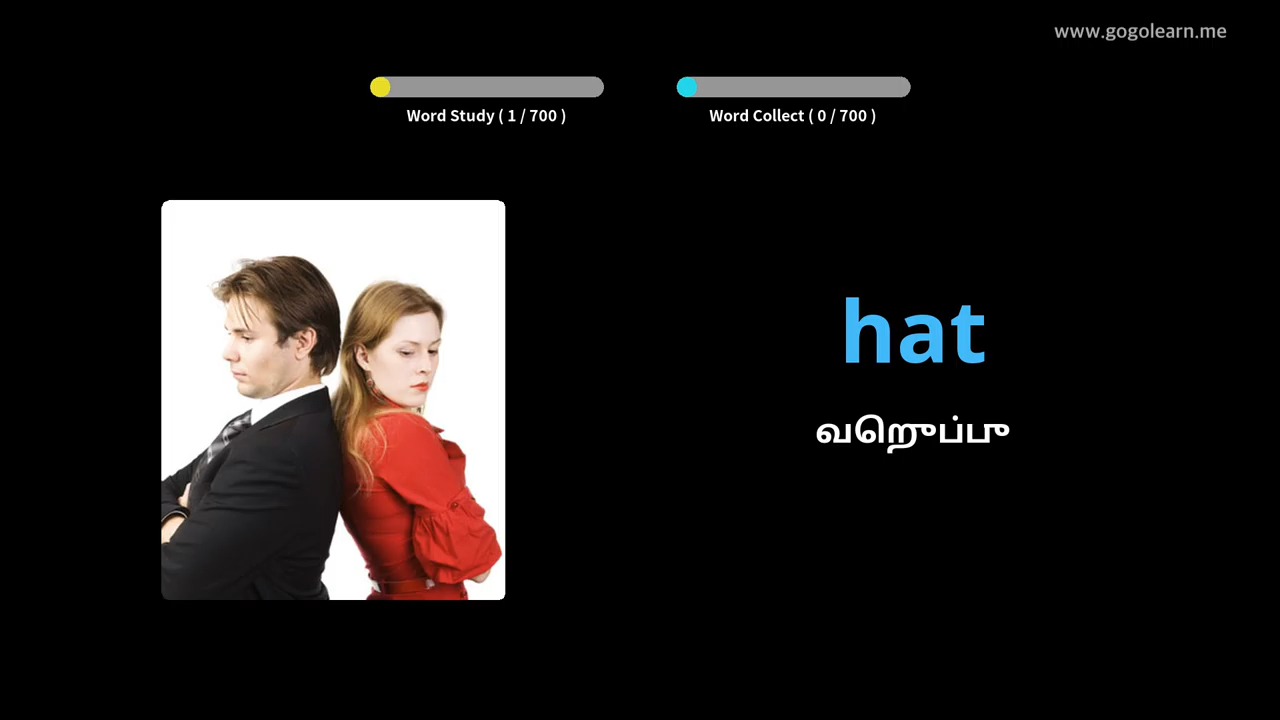 www.gogolearn.me
Word Study ( 1 / 700 )
Word Collect ( 0 / 700 )
hat
வெறுப்பு